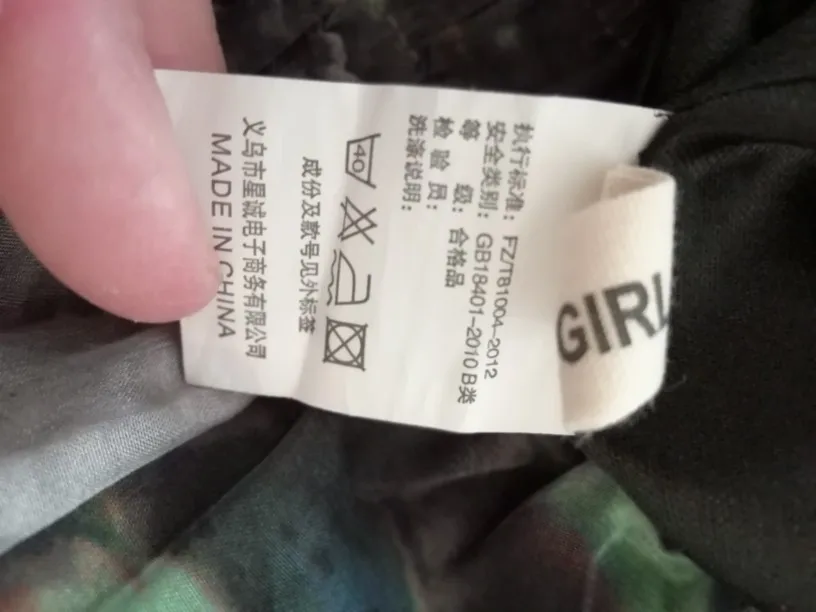 执行标准：FZ/T81004-2012
安全类别：GB18401-2010 B类
等 级：合格品
检 验 员：
洗涤说明：
40
成份及款号见外标签
义乌市星诚电子商务有限公司
MADE IN CHINA
GIRL